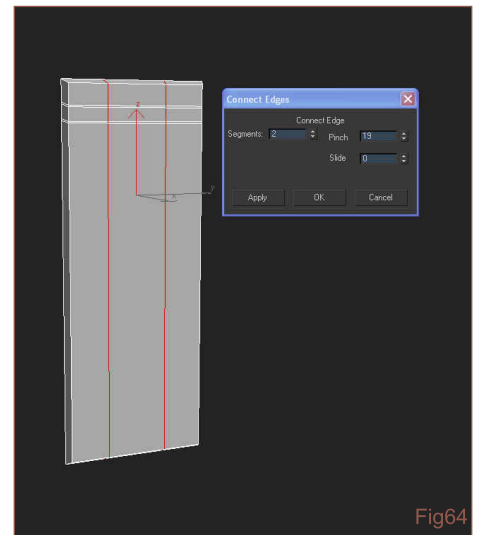 Connect Edges
Connect Edge
Segments: 2 Pinch 19
Slide 0
Apply OK Cancel
z
x y
Fig64